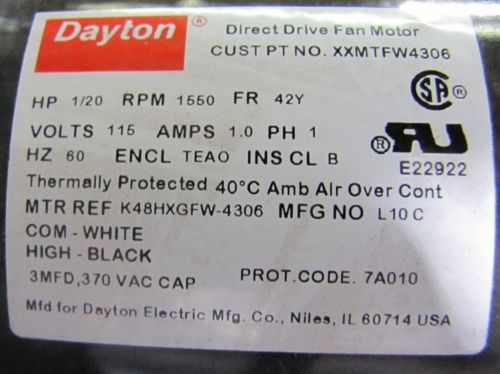 Dayton®
Direct Drive Fan Motor
CUST PT NO. XXMTFW4306
HP 1/20 RPM 1550 FR 42Y
VOLTS 115 AMPS 1.0 PH 1
HZ 60 ENCL TEAO INS CL B
SA ®
® RU
E22922
Thermally Protected 40°C Amb Air Over Cont
MTR REF K48HXGFW-4306 MFG NO L10 C
COM - WHITE
HIGH - BLACK
3MFD,370 VAC CAP PROT.CODE. 7A010
Mfd for Dayton Electric Mfg. Co., Niles, IL 60714 USA